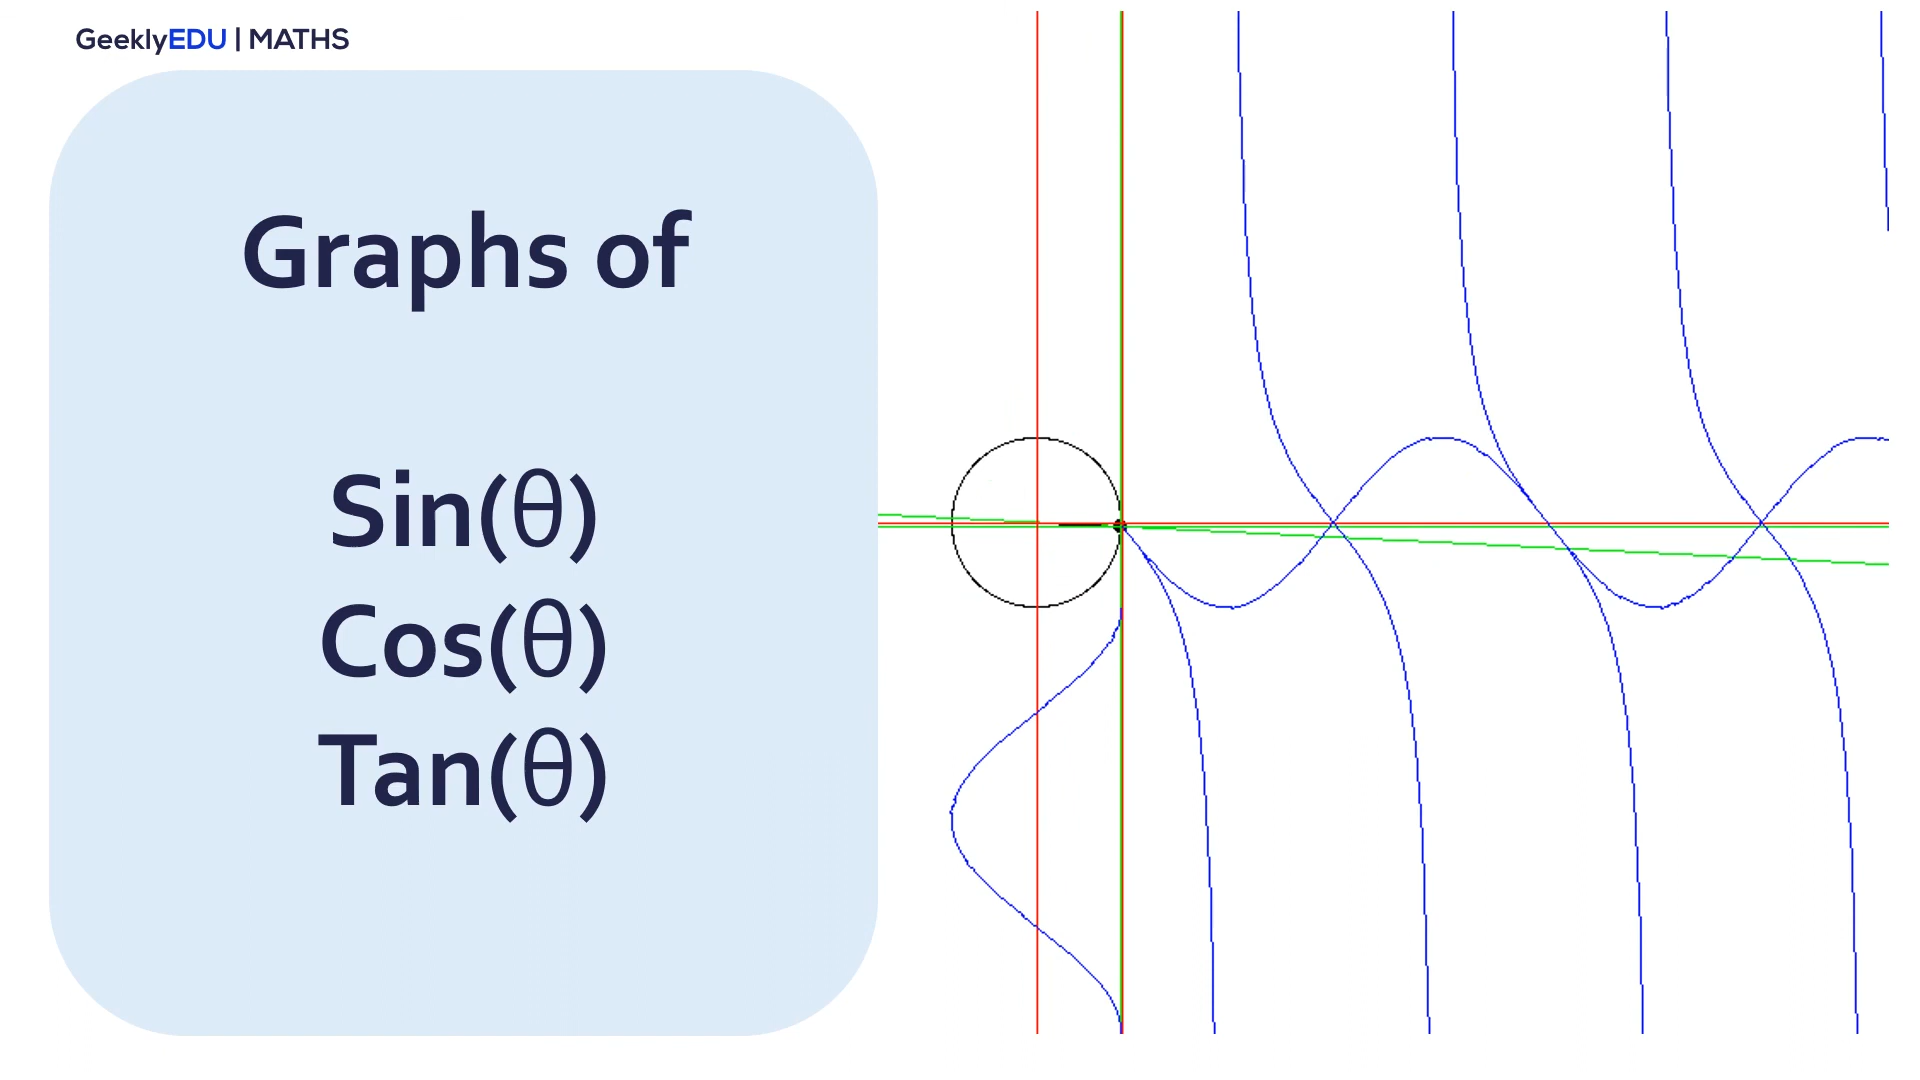 GeeklyEDU | MATHS
Graphs of
Sin(θ)
Cos(θ)
Tan(θ)